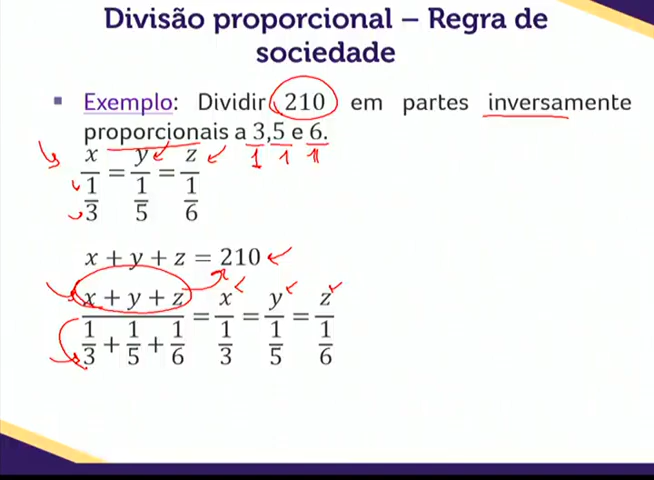 Divisão proporcional – Regra de
sociedade
▪ Exemplo: Dividir 210 em partes inversamente
proporcionais a 3,5 e 6.
1 1 1
x/(1/3) = y/(1/5) = z/(1/6)
x + y + z = 210
(x + y + z)/(1/3 + 1/5 + 1/6) = x/(1/3) = y/(1/5) = z/(1/6)